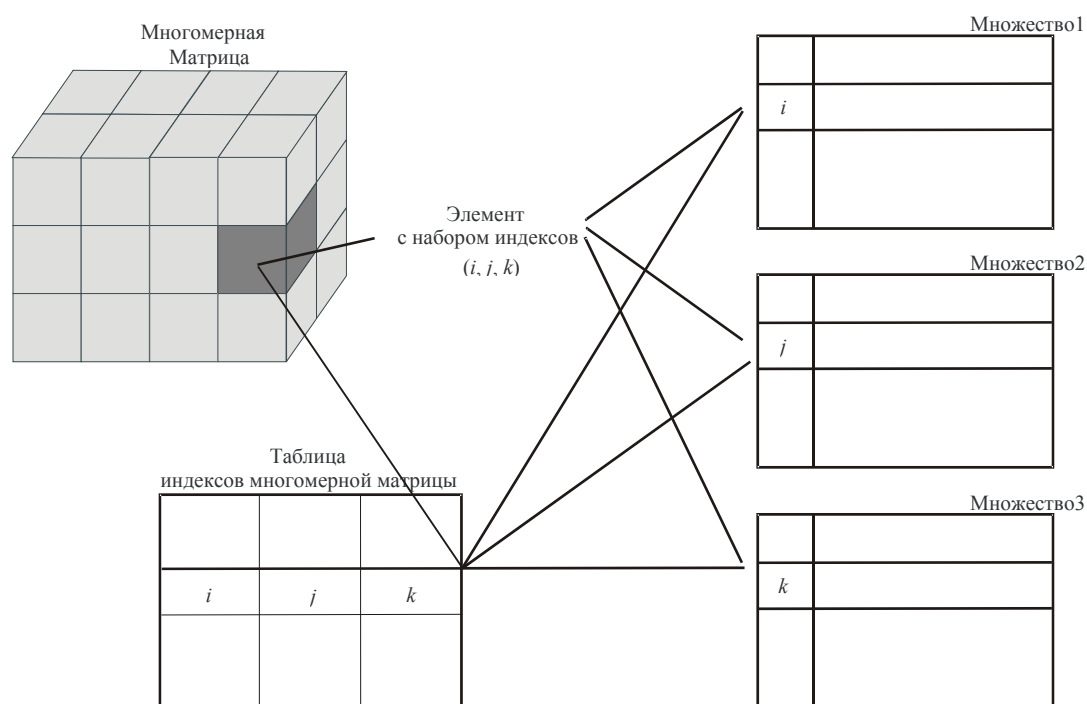 Многомерная
Матрица
Множество1
i
Элемент
с набором индексов
(i, j, k)
Множество2
j
Таблица
индексов многомерной матрицы
i j k
Множество3
k